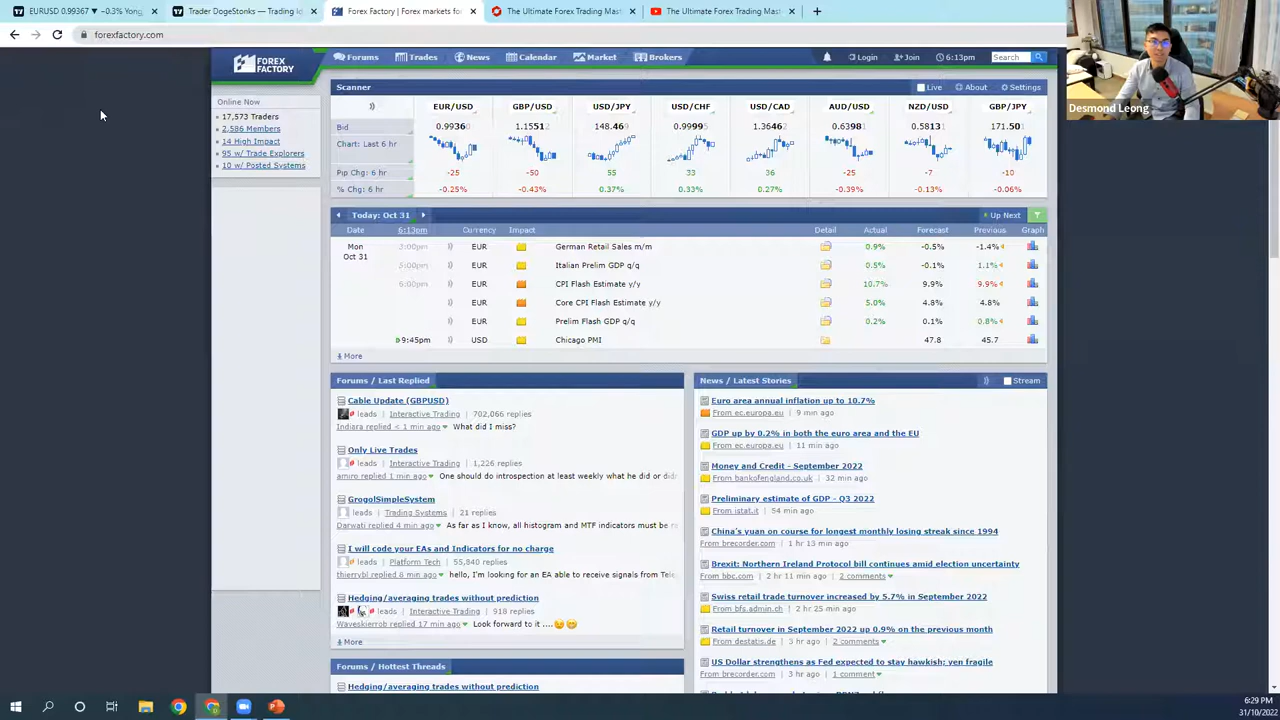 EURUSD 0.99367 ▼ −0.3% Yong
Trader DogeStonks — Trading Id
Forex Factory | Forex markets for
The Ultimate Forex Trading Mast
The Ultimate Forex Trading Mast
forexfactory.com
FOREX FACTORY
Forums
Trades
News
Calendar
Market
Brokers
Login
Join
6:13pm
Search
Desmond Leong
Online Now
17,573 Traders
2,586 Members
14 High Impact
95 w/ Trade Explorers
10 w/ Posted Systems
Scanner
Live
About
Settings
EUR/USD GBP/USD USD/JPY USD/CHF USD/CAD AUD/USD NZD/USD GBP/JPY
Bid 0.99360 1.15512 148.469 0.99995 1.36462 0.63981 0.58131 171.501
Chart: Last 6 hr
Pip Chg: 6 hr -25 -50 55 33 36 -25 -7 -10
% Chg: 6 hr -0.25% -0.43% 0.37% 0.33% 0.27% -0.39% -0.13% -0.06%
Today: Oct 31
Up Next
Date 6:13pm Currency Impact Detail Actual Forecast Previous Graph
Mon Oct 31 3:00pm EUR German Retail Sales m/m 0.9% -0.5% -1.4%
5:00pm EUR Italian Prelim GDP q/q 0.5% -0.1% 1.1%
6:00pm EUR CPI Flash Estimate y/y 10.7% 9.9% 9.9%
EUR Core CPI Flash Estimate y/y 5.0% 4.8% 4.8%
EUR Prelim Flash GDP q/q 0.2% 0.1% 0.8%
9:45pm USD Chicago PMI 47.8 45.7
More
Forums / Last Replied
Cable Update (GBPUSD)
leads | Interactive Trading | 702,066 replies
Indiara replied < 1 min ago What did I miss?
Only Live Trades
leads | Interactive Trading | 1,226 replies
amiro replied 1 min ago One should do introspection at least weekly what he did or did
GrogolSimpleSystem
leads | Trading Systems | 21 replies
Darwati replied 4 min ago As far as I know, all histogram and MTF indicators must be r
I will code your EAs and Indicators for no charge
leads | Platform Tech | 55,840 replies
thierrybl replied 8 min ago hello, I'm looking for an EA able to receive signals from Tele
Hedging/averaging trades without prediction
leads | Interactive Trading | 918 replies
Waveskierrob replied 17 min ago Look forward to it ....
More
Forums / Hottest Threads
Hedging/averaging trades without prediction
News / Latest Stories
Stream
Euro area annual inflation up to 10.7%
From ec.europa.eu | 9 min ago
GDP up by 0.2% in both the euro area and the EU
From ec.europa.eu | 11 min ago
Money and Credit - September 2022
From bankofengland.co.uk | 32 min ago
Preliminary estimate of GDP - Q3 2022
From istat.it | 54 min ago
China's yuan on course for longest monthly losing streak since 1994
From brecorder.com | 1 hr 13 min ago
Brexit: Northern Ireland Protocol bill continues amid election uncertainty
From bbc.com | 2 hr 11 min ago | 2 comments
Swiss retail trade turnover increased by 5.7% in September 2022
From bfs.admin.ch | 2 hr 25 min ago
Retail turnover in September 2022 up 0.9% on the previous month
From destatis.de | 3 hr ago | 2 comments
US Dollar strengthens as Fed expected to stay hawkish; yen fragile
From brecorder.com | 3 hr ago | 1 comment
6:29 PM
31/10/2022